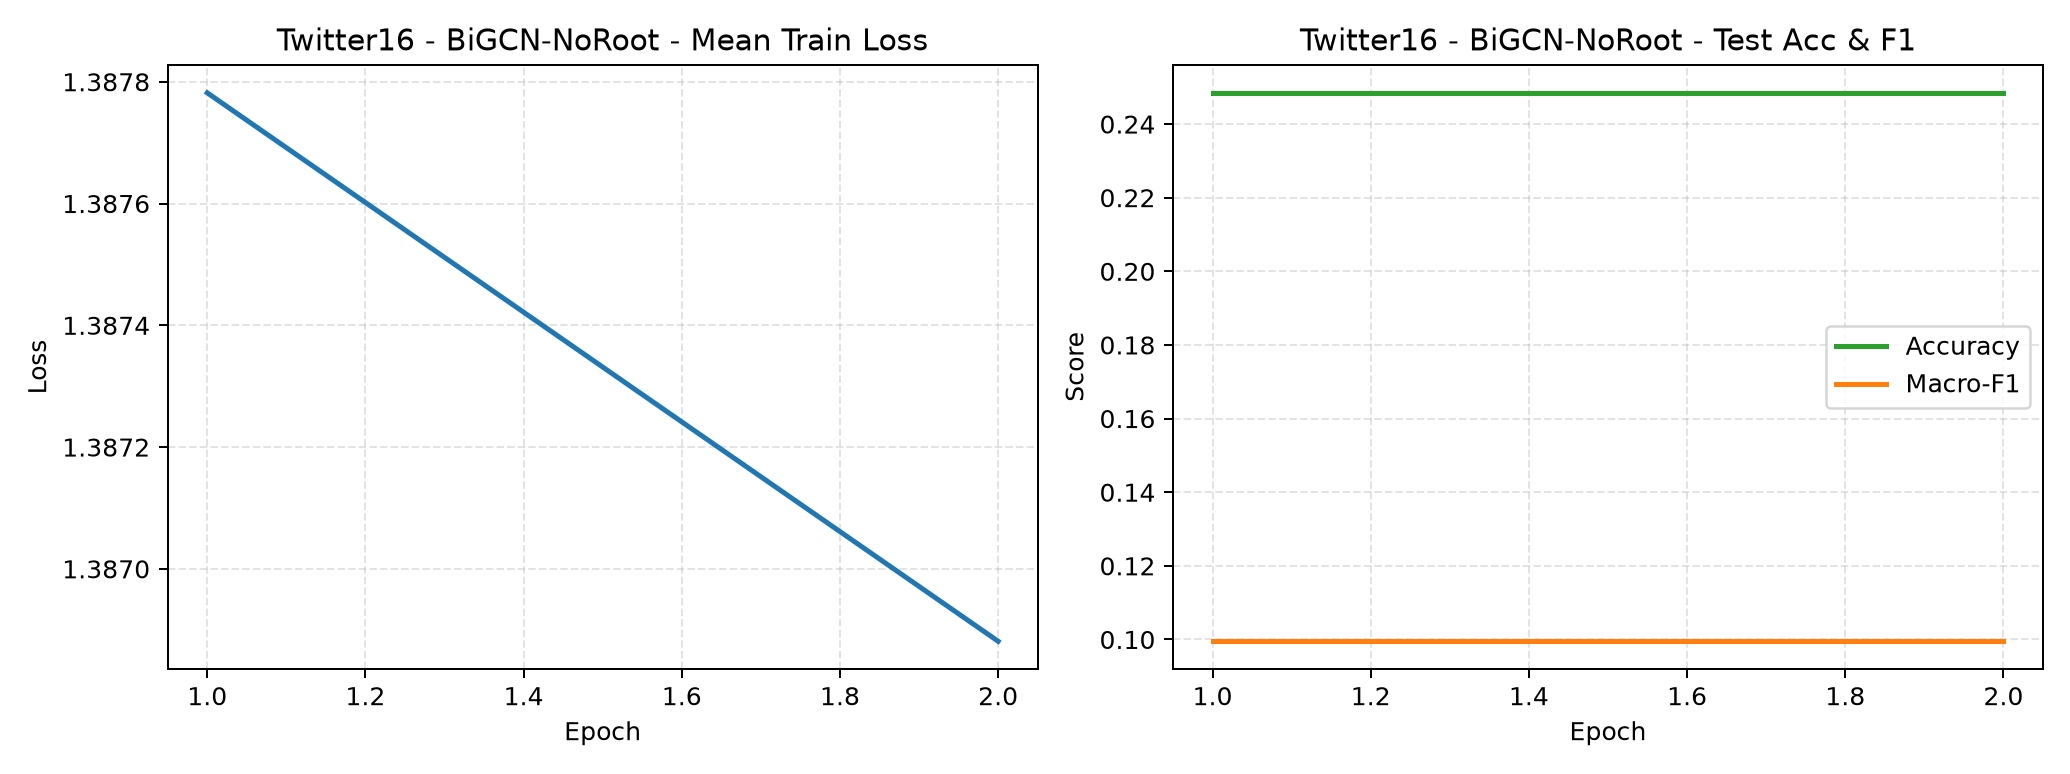 Twitter16 - BiGCN-NoRoot - Mean Train Loss
1.3878
1.3876
1.3874
1.3872
1.3870
Loss
1.0 1.2 1.4 1.6 1.8 2.0
Epoch
Twitter16 - BiGCN-NoRoot - Test Acc & F1
0.24
0.22
0.20
0.18
0.16
0.14
0.12
0.10
Score
Accuracy
Macro-F1
1.0 1.2 1.4 1.6 1.8 2.0
Epoch